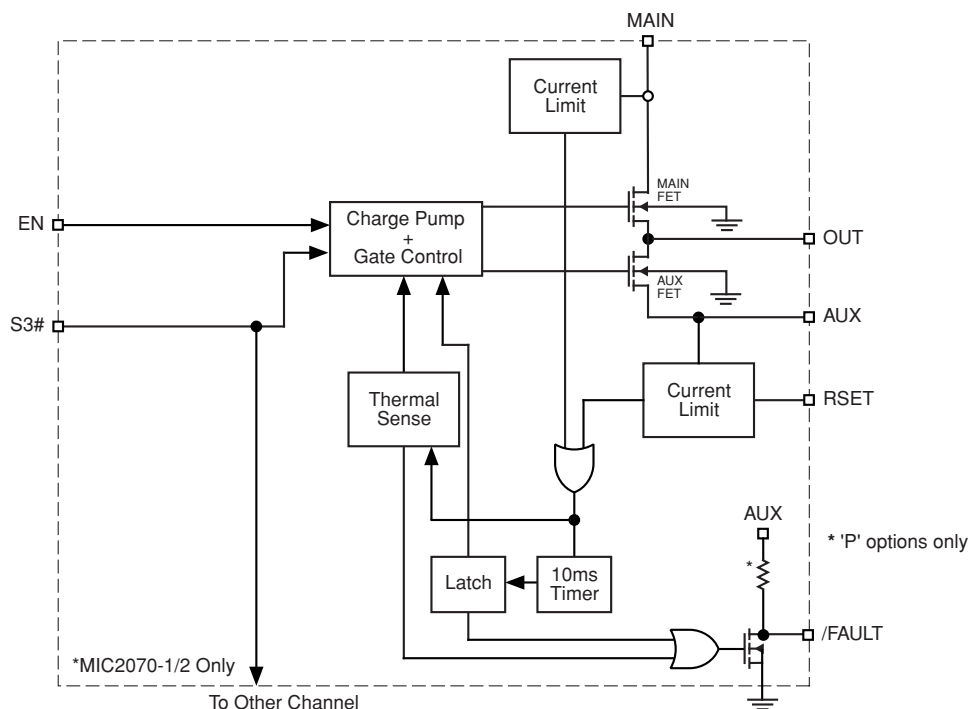 MAIN
Current
Limit
MAIN
FET
EN
Charge Pump
+
Gate Control
OUT
AUX
FET
S3#
AUX
Thermal
Sense
Current
Limit
RSET
AUX
* 'P' options only
*
Latch
10ms
Timer
/FAULT
*MIC2070-1/2 Only
To Other Channel